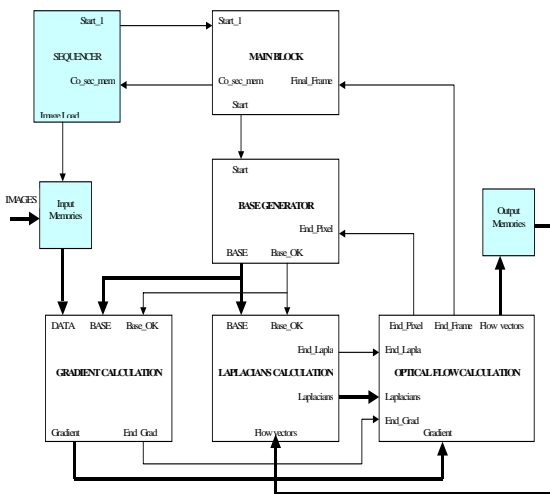 Start_1
SEQUENCER
Co_sec_mem
Image Load
Start_1
MAIN BLOCK
Co_sec_mem
Final_Frame
Start
IMAGES
Input
Memories
Start
BASE GENERATOR
End_Pixel
BASE
Base_OK
Output
Memories
DATA
BASE
Base_OK
GRADIENT CALCULATION
Gradient
End_Grad
BASE
Base_OK
End_Lapla
LAPLACIANS CALCULATION
Laplacians
Flow vectors
End_Pixel
End_Frame
Flow vectors
End_Lapla
OPTICAL FLOW CALCULATION
Laplacians
End_Grad
Gradient